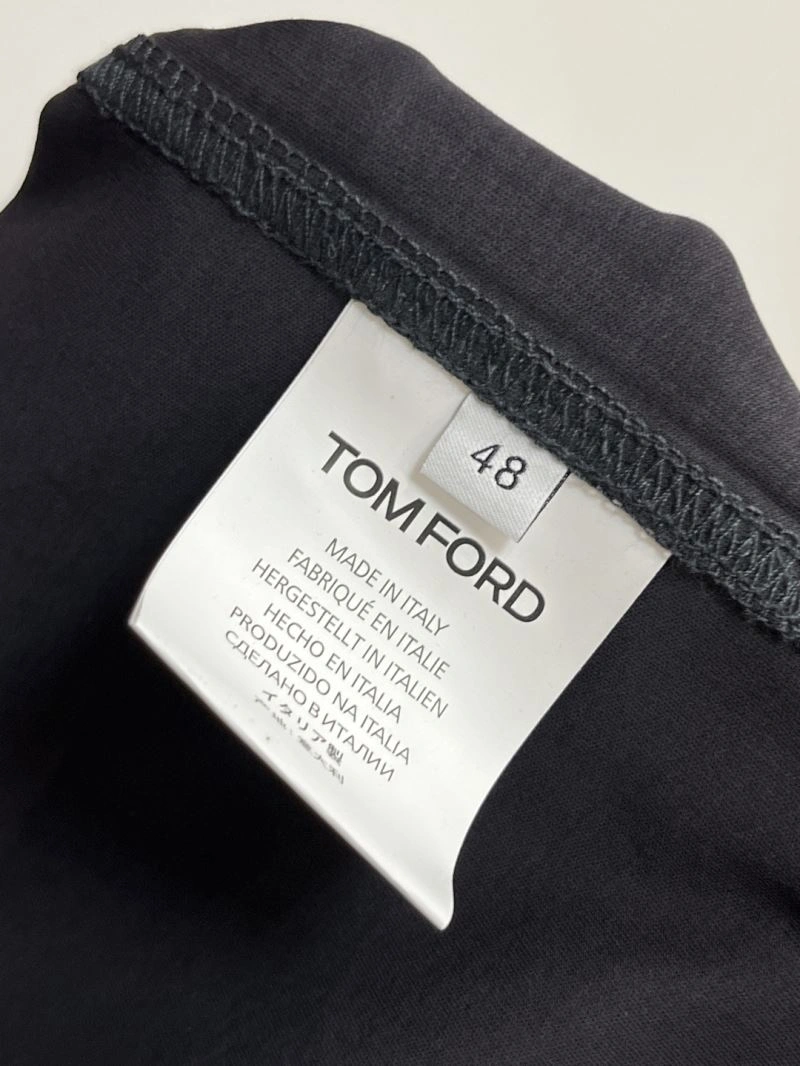 48
TOM FORD
MADE IN ITALY
FABRIQUÉ EN ITALIE
HERGESTELLT IN ITALIEN
HECHO EN ITALIA
PRODUZIDO NA ITALIA
СДЕЛАНО В ИТАЛИИ
イタリア製